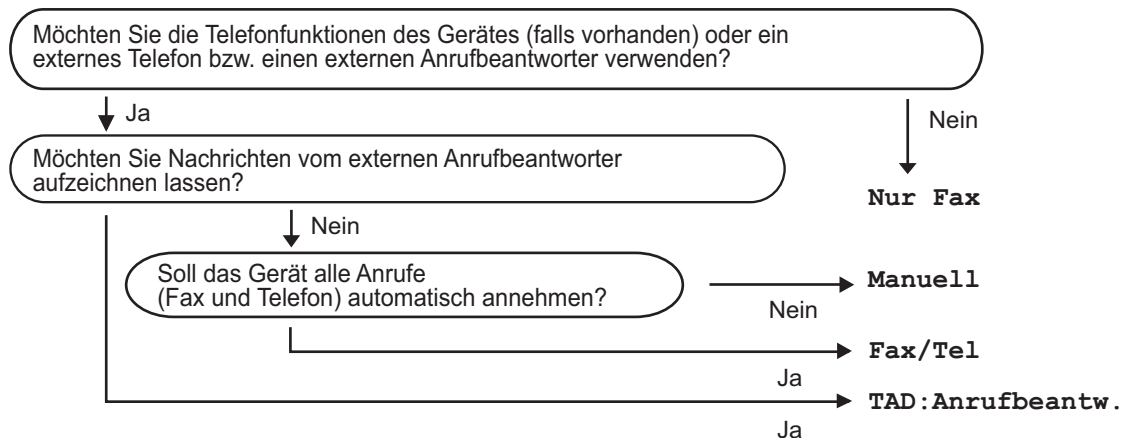 Möchten Sie die Telefonfunktionen des Gerätes (falls vorhanden) oder ein
externes Telefon bzw. einen externen Anrufbeantworter verwenden?
Ja
Nein
Möchten Sie Nachrichten vom externen Anrufbeantworter
aufzeichnen lassen?
Nur Fax
Nein
Soll das Gerät alle Anrufe
(Fax und Telefon) automatisch annehmen?
Manuell
Nein
Fax/Tel
Ja
TAD:Anrufbeantw.
Ja